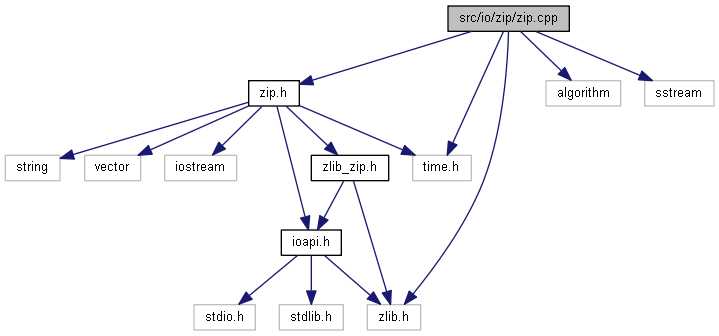 src/io/zip/zip.cpp
zip.h
algorithm
sstream
string
vector
iostream
zlib_zip.h
time.h
ioapi.h
stdio.h
stdlib.h
zlib.h